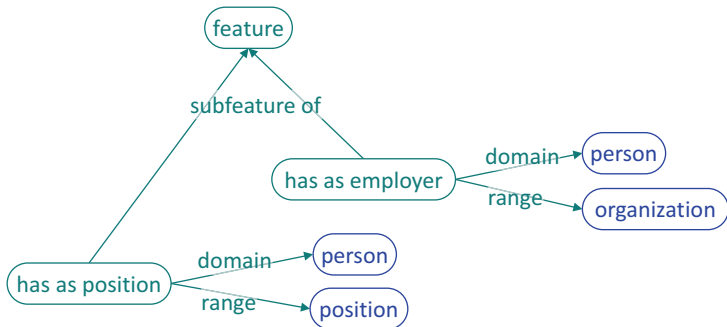 feature
subfeature of
domain
person
has as employer
range
organization
domain
person
has as position
range
position